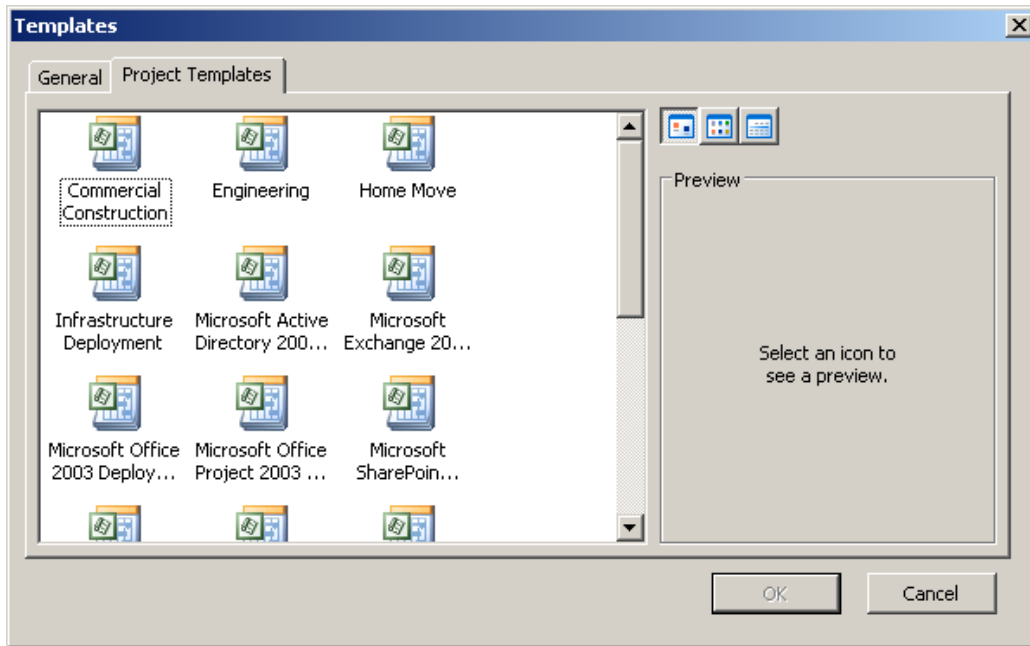 Templates
General
Project Templates
Commercial
Construction
Engineering
Home Move
Infrastructure
Deployment
Microsoft Active
Directory 200...
Microsoft
Exchange 20...
Microsoft Office
2003 Deploy...
Microsoft Office
Project 2003 ...
Microsoft
SharePoin...
Preview
Select an icon to
see a preview.
OK
Cancel